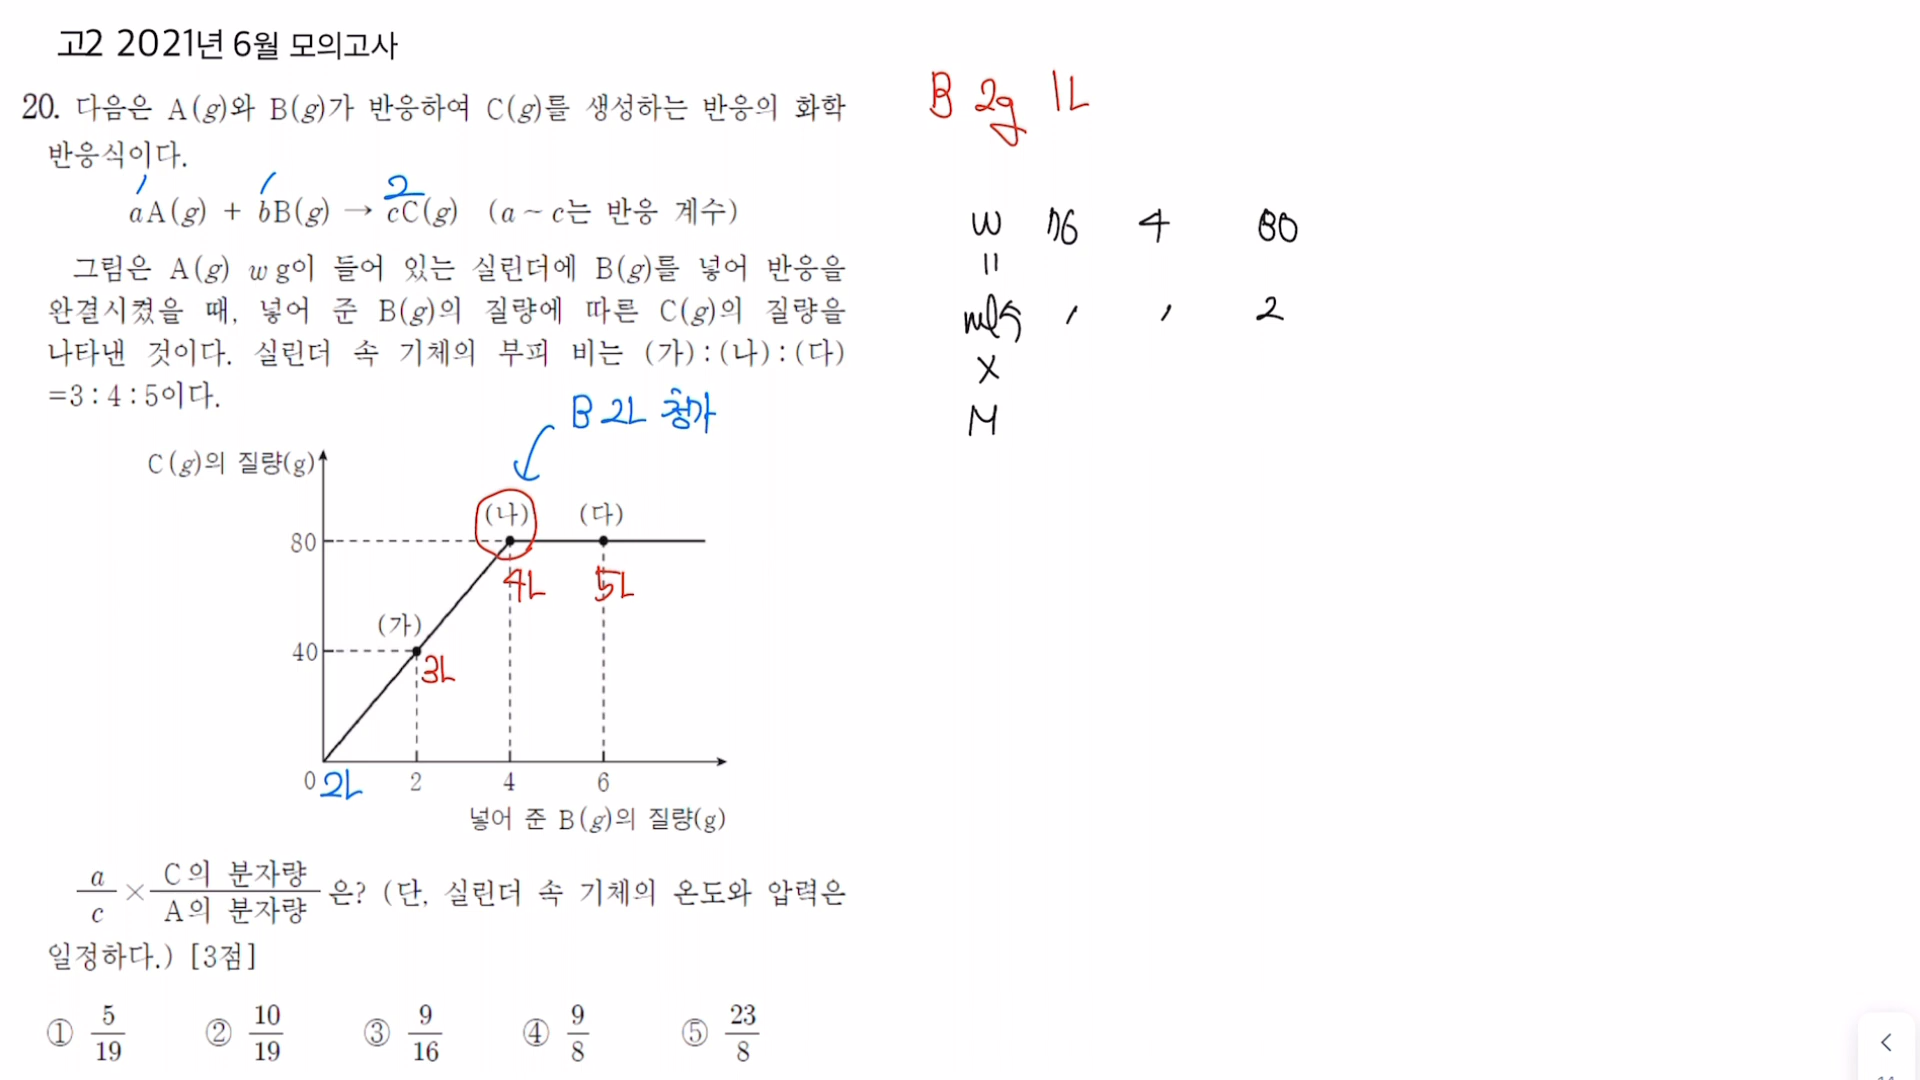 고2 2021년 6월 모의고사
20. 다음은 A(g)와 B(g)가 반응하여 C(g)를 생성하는 반응의 화학
반응식이다.
1 1 2
aA(g) + bB(g) → cC(g) (a~c는 반응 계수)
그림은 A(g) w g이 들어 있는 실린더에 B(g)를 넣어 반응을
완결시켰을 때, 넣어 준 B(g)의 질량에 따른 C(g)의 질량을
나타낸 것이다. 실린더 속 기체의 부피 비는 (가):(나):(다)
=3:4:5이다.
B 2L 첨가
C(g)의 질량(g)
(나) (다)
80
4L 5L
(가)
40
3L
0 2 4 6
2L
넣어 준 B(g)의 질량(g)
a/c × C의 분자량/A의 분자량 은? (단, 실린더 속 기체의 온도와 압력은
일정하다.) [3점]
① 5/19 ② 10/19 ③ 9/16 ④ 9/8 ⑤ 23/8
B 2g 1L
w 76 4 80
=
몰수 1 1 2
×
M